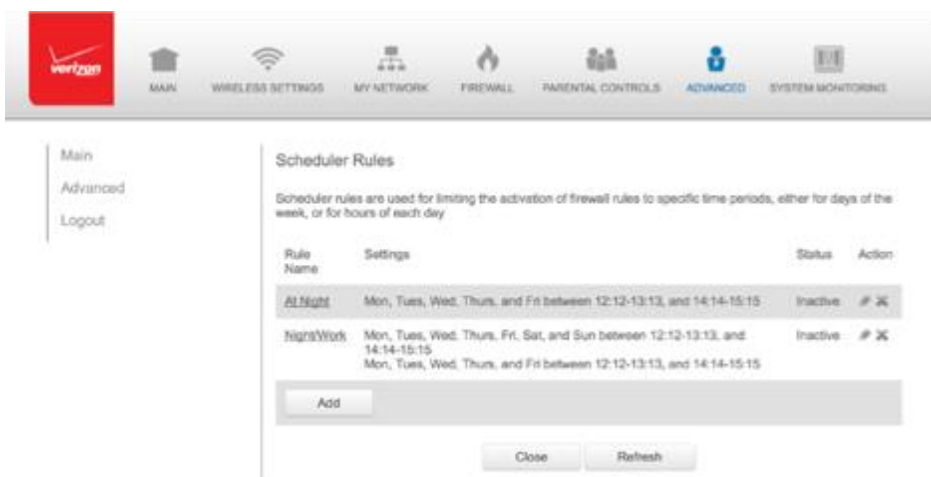 verizon
MAIN
WIRELESS SETTINGS
MY NETWORK
FIREWALL
PARENTAL CONTROLS
ADVANCED
SYSTEM MONITORING
Main
Advanced
Logout
Scheduler Rules
Scheduler rules are used for limiting the activation of firewall rules to specific time periods, either for days of the
week, or for hours of each day
Rule Name
Settings
Status
Action
At Night
Mon, Tues, Wed, Thurs, and Fri between 12:12-13:13, and 14:14-15:15
Inactive
Night/Work
Mon, Tues, Wed, Thurs, Fri, Sat, and Sun between 12:12-13:13, and
14:14-15:15
Mon, Tues, Wed, Thurs, and Fri between 12:12-13:13, and 14:14-15:15
Inactive
Add
Close
Refresh